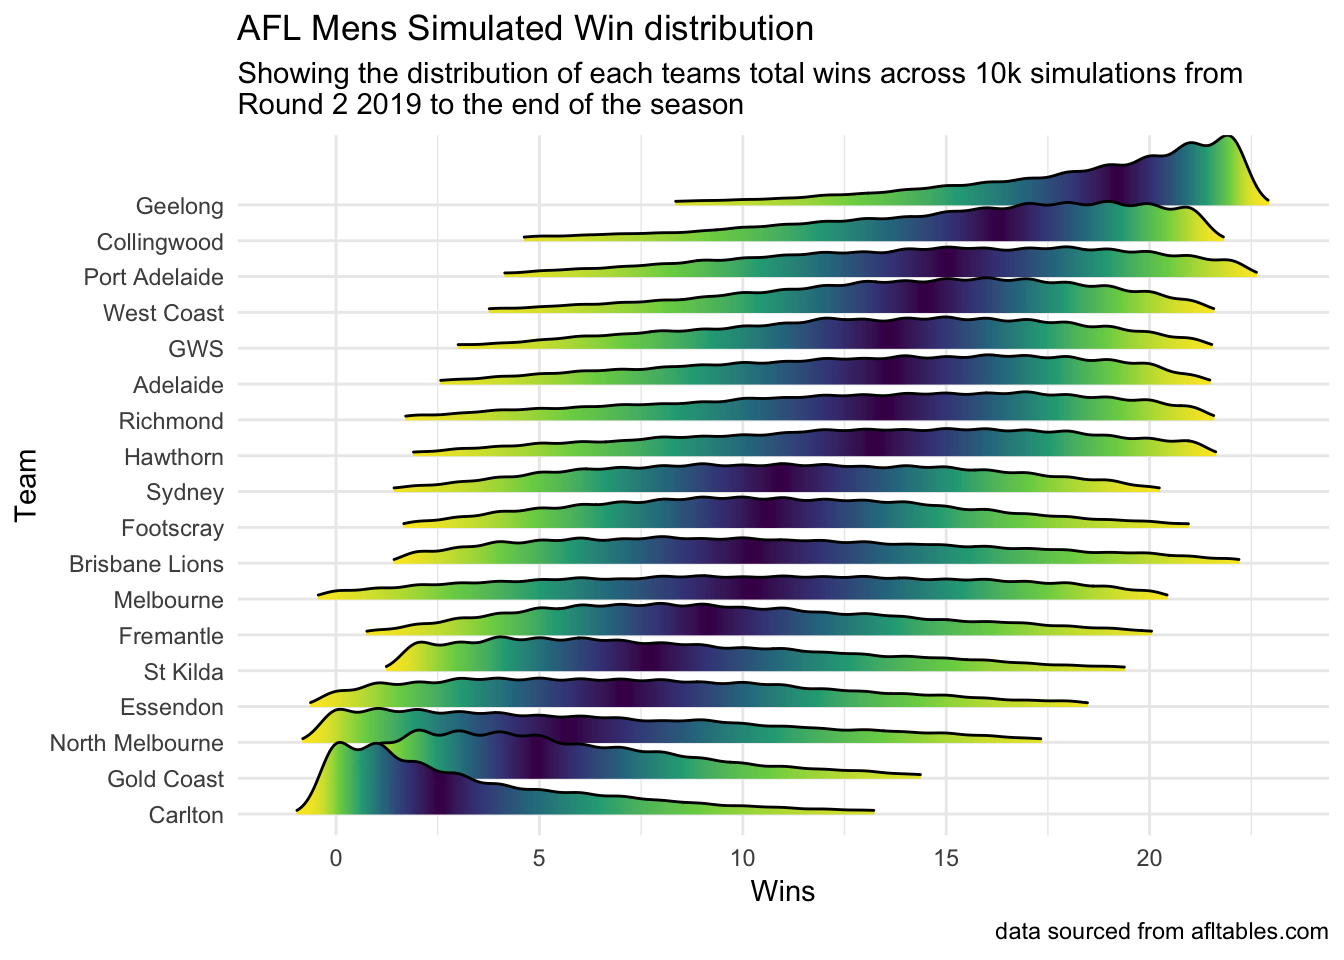 AFL Mens Simulated Win distribution
Showing the distribution of each teams total wins across 10k simulations from
Round 2 2019 to the end of the season
Team
Geelong
Collingwood
Port Adelaide
West Coast
GWS
Adelaide
Richmond
Hawthorn
Sydney
Footscray
Brisbane Lions
Melbourne
Fremantle
St Kilda
Essendon
North Melbourne
Gold Coast
Carlton
0 5 10 15 20
Wins
data sourced from afltables.com